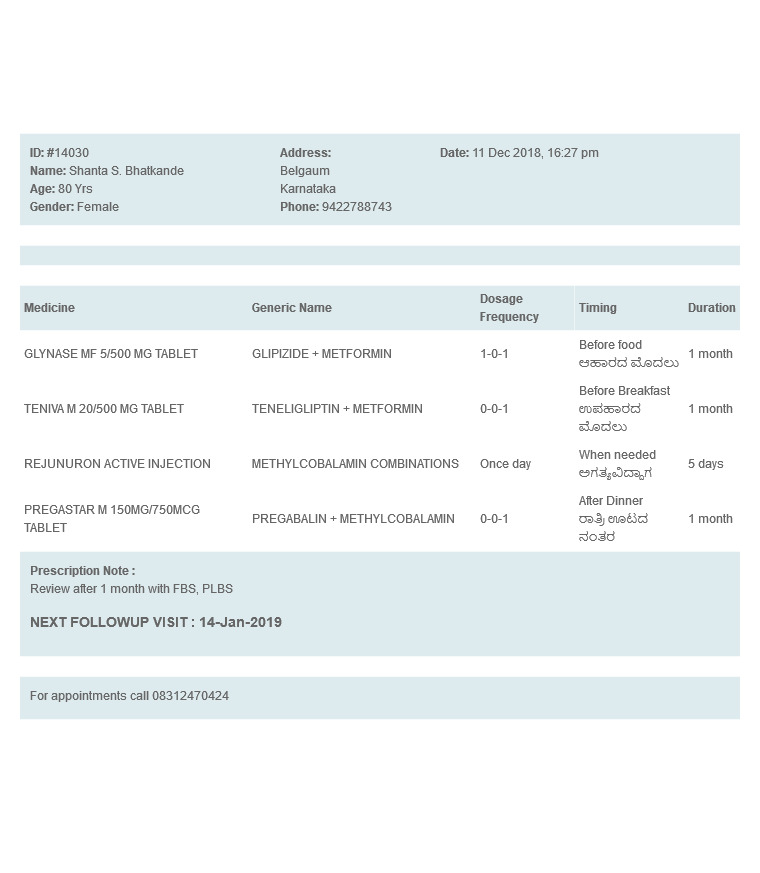 ID: #14030
Name: Shanta S. Bhatkande
Age: 80 Yrs
Gender: Female
Address:
Belgaum
Karnataka
Phone: 9422788743
Date: 11 Dec 2018, 16:27 pm
Medicine Generic Name Dosage Frequency Timing Duration
GLYNASE MF 5/500 MG TABLET GLIPIZIDE + METFORMIN 1-0-1 Before food 1 month
ಆಹಾರದ ಮೊದಲು
TENIVA M 20/500 MG TABLET TENELIGLIPTIN + METFORMIN 0-0-1 Before Breakfast 1 month
ಉಪಹಾರದ
ಮೊದಲು
REJUNURON ACTIVE INJECTION METHYLCOBALAMIN COMBINATIONS Once day When needed 5 days
ಅಗತ್ಯವಿದ್ದಾಗ
PREGASTAR M 150MG/750MCG
TABLET PREGABALIN + METHYLCOBALAMIN 0-0-1 After Dinner 1 month
ರಾತ್ರಿ ಊಟದ
ನಂತರ
Prescription Note :
Review after 1 month with FBS, PLBS
NEXT FOLLOWUP VISIT : 14-Jan-2019
For appointments call 08312470424